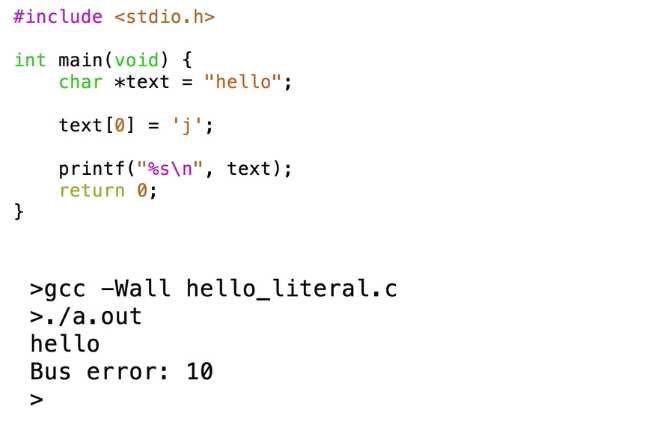 #include <stdio.h>
int main(void) {
    char *text = "hello";
    text[0] = 'j';
    printf("%s\n", text);
    return 0;
}
>gcc -Wall hello_literal.c
>./a.out
hello
Bus error: 10
>